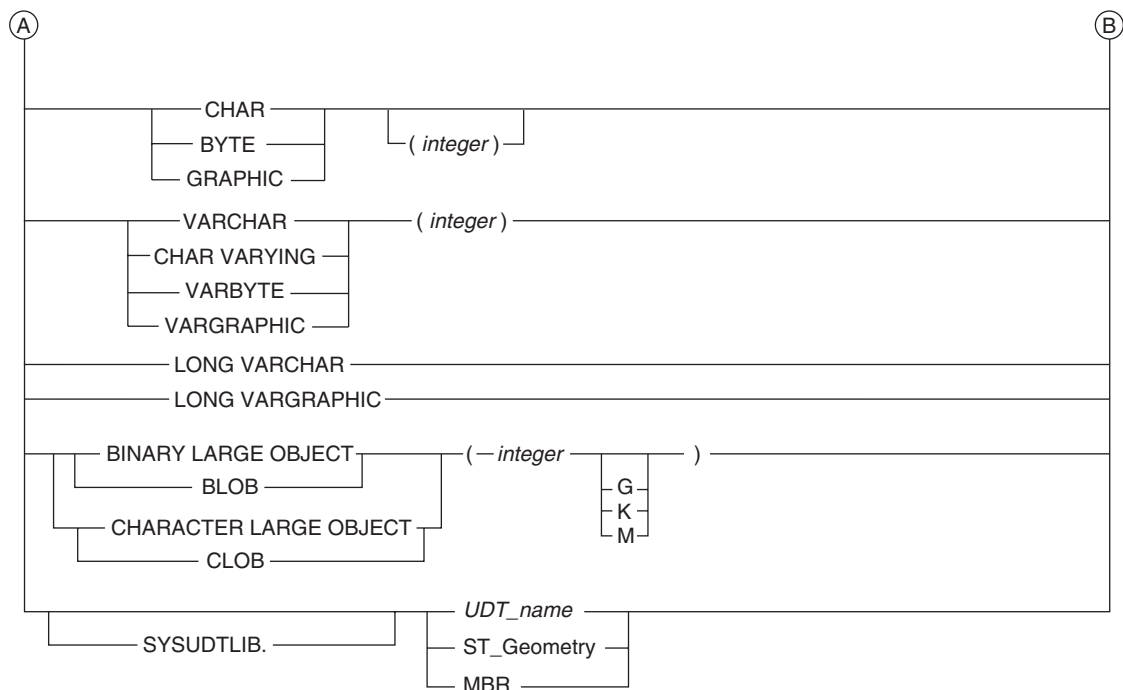 A B
CHAR
BYTE ( integer )
GRAPHIC
VARCHAR ( integer )
CHAR VARYING
VARBYTE
VARGRAPHIC
LONG VARCHAR
LONG VARGRAPHIC
BINARY LARGE OBJECT ( integer )
BLOB G
K
CHARACTER LARGE OBJECT M
CLOB
UDT_name
SYSUDTLIB. ST_Geometry
MBR